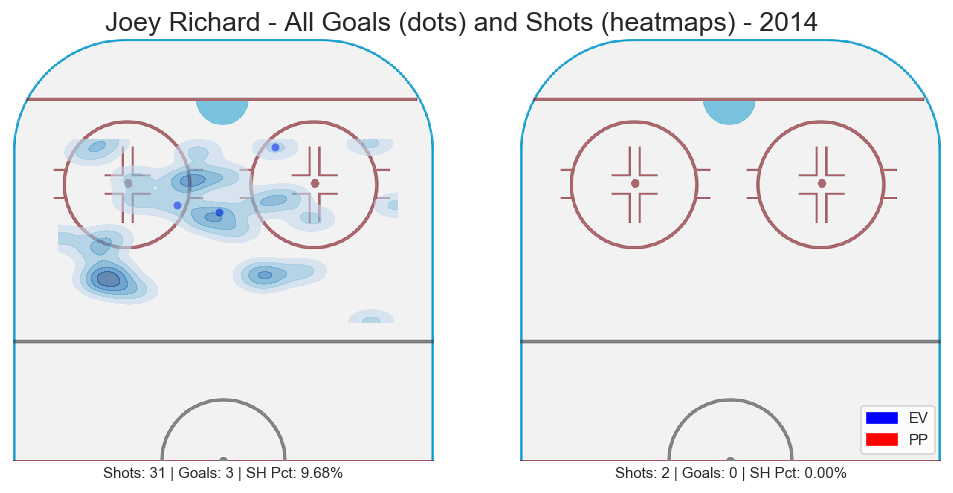 Joey Richard - All Goals (dots) and Shots (heatmaps) - 2014
EV
PP
Shots: 31 | Goals: 3 | SH Pct: 9.68%
Shots: 2 | Goals: 0 | SH Pct: 0.00%